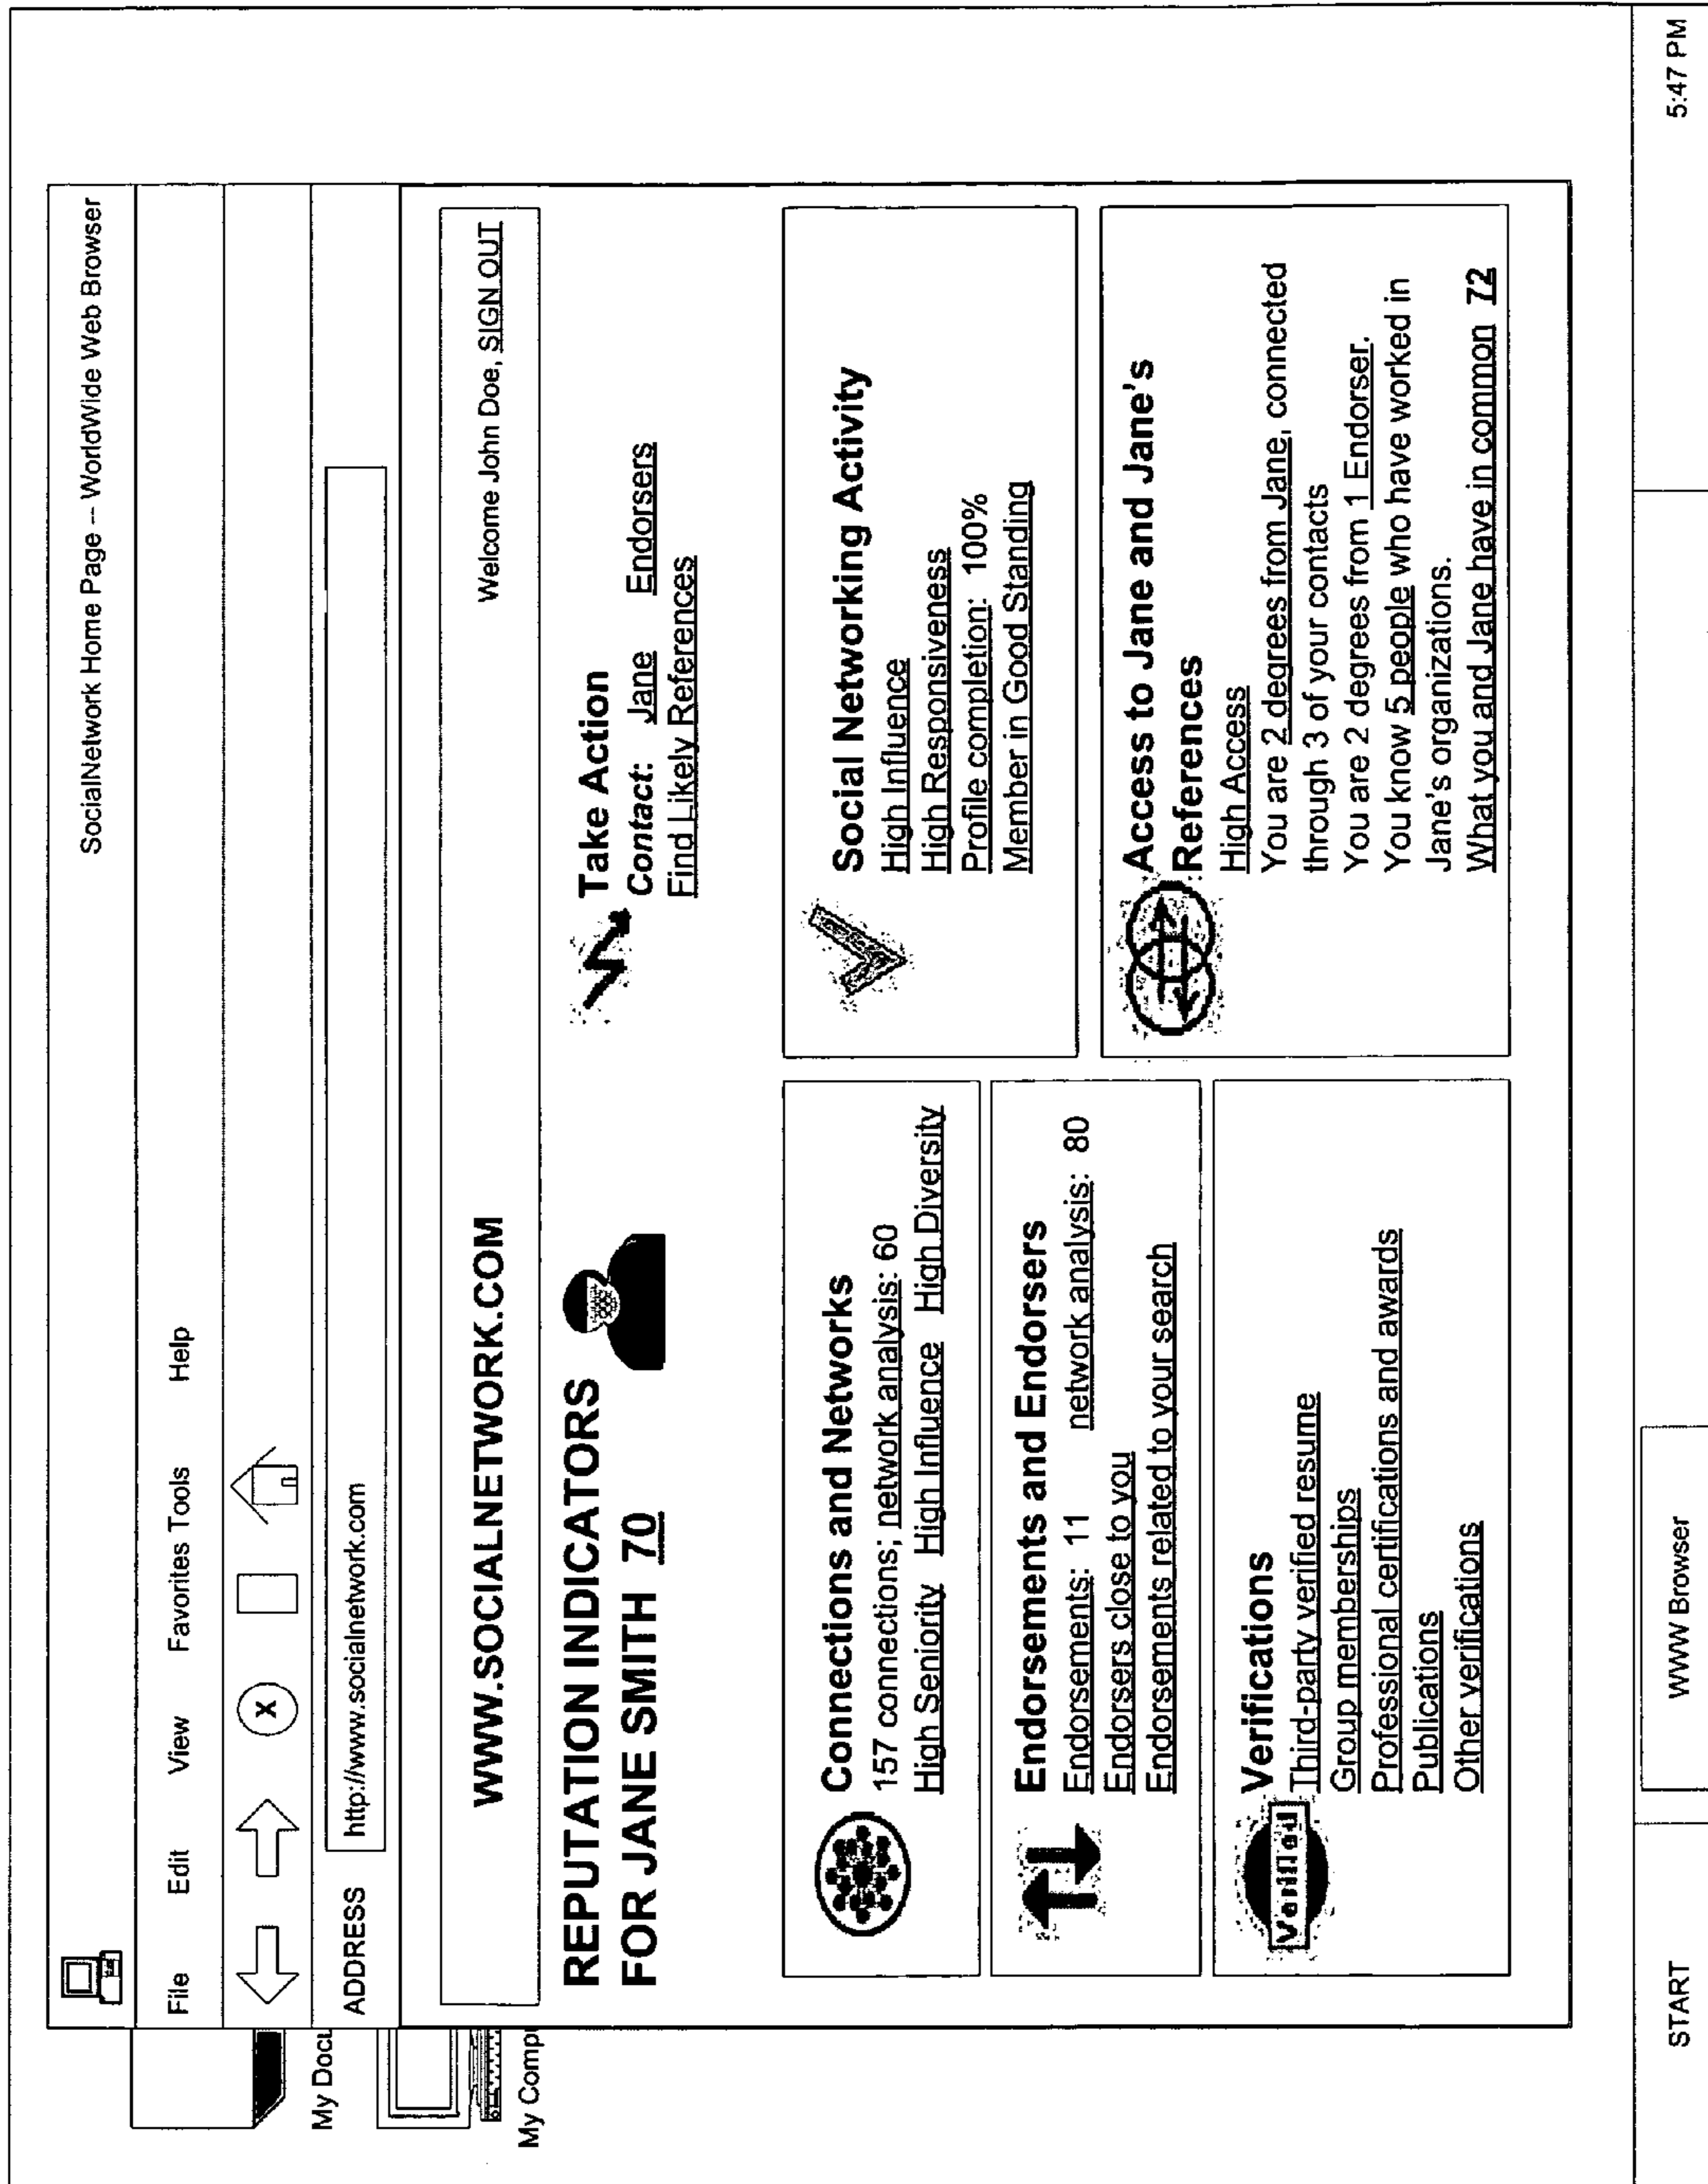 SocialNetwork Home Page -- WorldWide Web Browser
File Edit View Favorites Tools Help
X
ADDRESS http://www.socialnetwork.com
My Docu
My Comp
WWW.SOCIALNETWORK.COM
Welcome John Doe, SIGN OUT
REPUTATION INDICATORS
FOR JANE SMITH 70
Take Action
Contact: Jane Endorsers
Find Likely References
Connections and Networks
157 connections; network analysis: 60
High Seniority High Influence High Diversity
Endorsements and Endorsers
Endorsements: 11 network analysis: 80
Endorsers close to you
Endorsements related to your search
Verified
Verifications
Third-party verified resume
Group memberships
Professional certifications and awards
Publications
Other verifications
Social Networking Activity
High Influence
High Responsiveness
Profile completion: 100%
Member in Good Standing
Access to Jane and Jane's
References
High Access
You are 2 degrees from Jane, connected
through 3 of your contacts
You are 2 degrees from 1 Endorser.
You know 5 people who have worked in
Jane's organizations.
What you and Jane have in common 72
START WWW Browser 5:47 PM